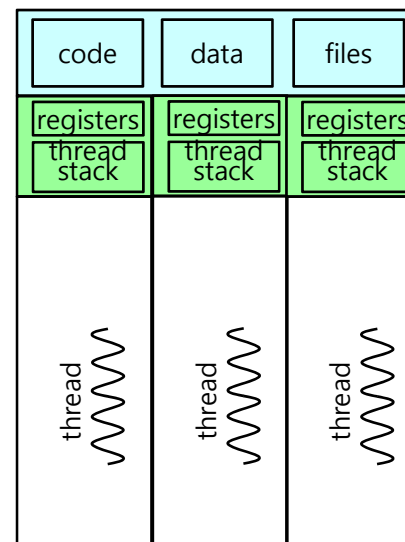 code data files
registers registers registers
thread thread thread
stack stack stack
thread thread thread